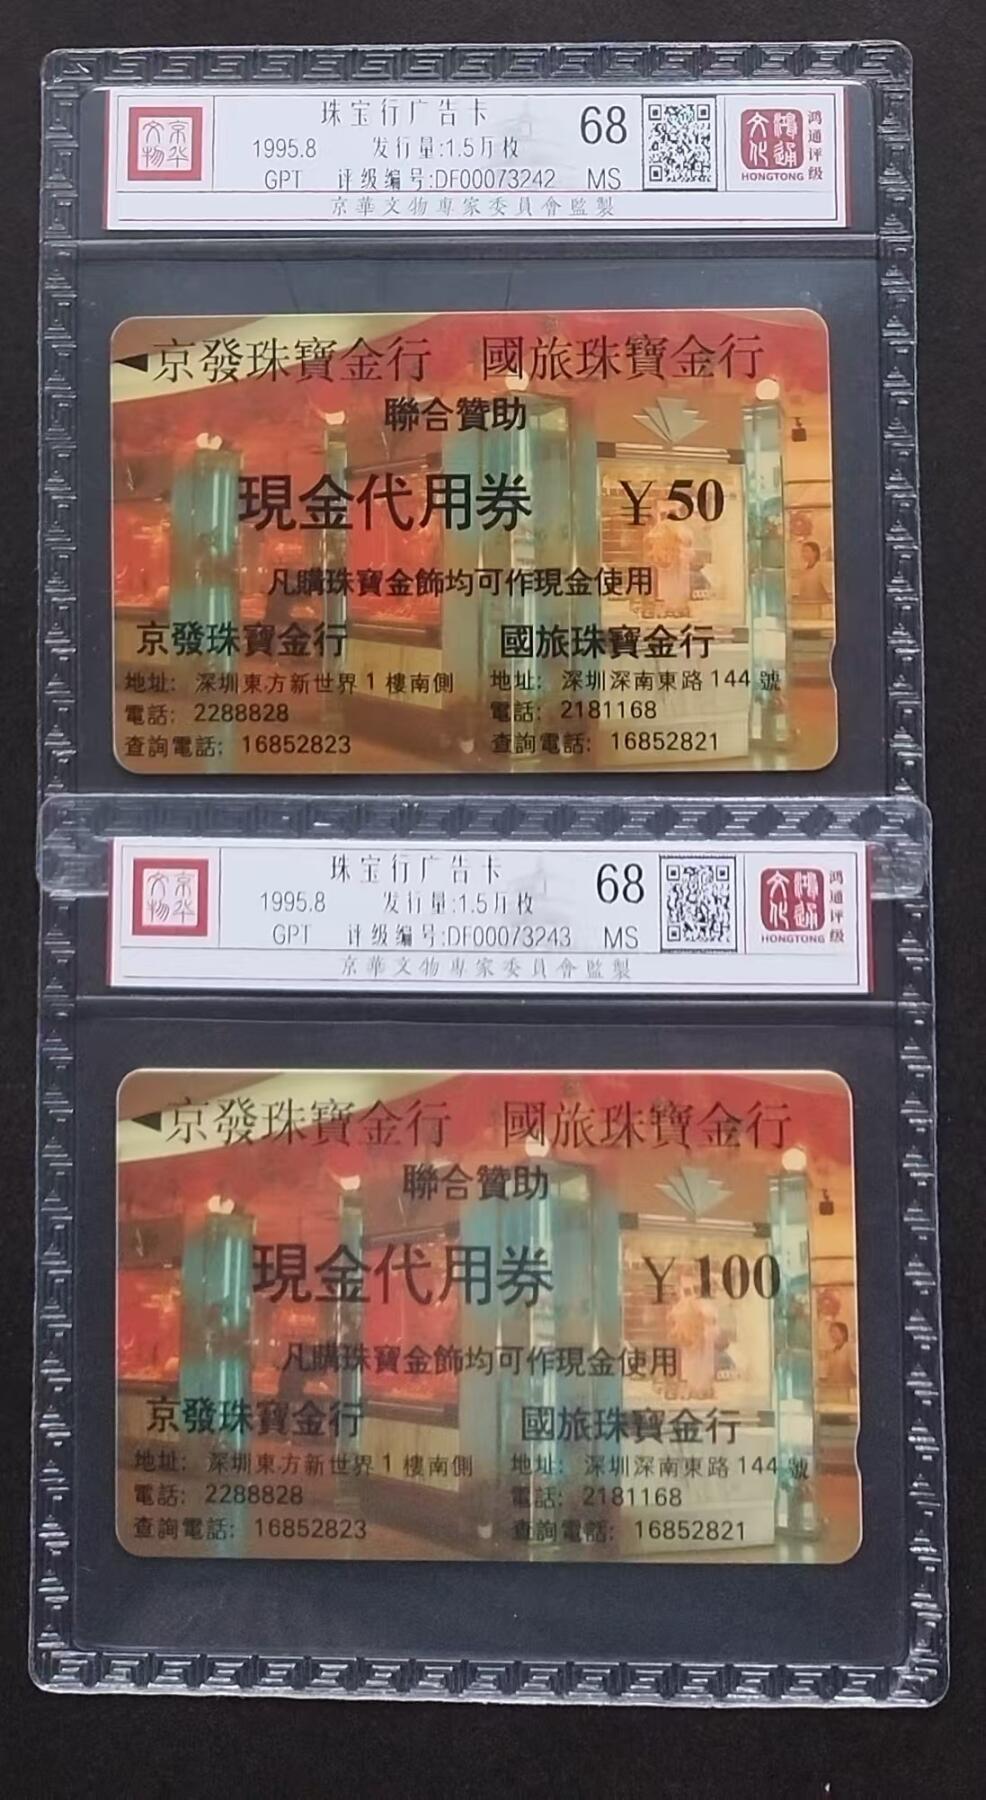 京华文物
珠宝行广告卡
1995.8 发行量:1.5万枚
GPT 评级编号:DF00073242
68
MS
鸿通文化
HONGTONG
鸿通评级
京華文物專家委員會監製
京發珠寶金行 國旅珠寶金行
聯合贊助
現金代用券 ￥50
凡購珠寶金飾均可作現金使用
京發珠寶金行 國旅珠寶金行
地址: 深圳東方新世界1樓南側 地址: 深圳深南東路144號
電話: 2288828 電話: 2181168
查詢電話: 16852823 查詢電話: 16852821
京华文物
珠宝行广告卡
1995.8 发行量:1.5万枚
GPT 评级编号:DF00073243
68
MS
鸿通文化
HONGTONG
鸿通评级
京華文物專家委員會監製
京發珠寶金行 國旅珠寶金行
聯合贊助
現金代用券 ￥100
凡購珠寶金飾均可作現金使用
京發珠寶金行 國旅珠寶金行
地址: 深圳東方新世界1樓南側 地址: 深圳深南東路144號
電話: 2288828 電話: 2181168
查詢電話: 16852823 查詢電話: 16852821